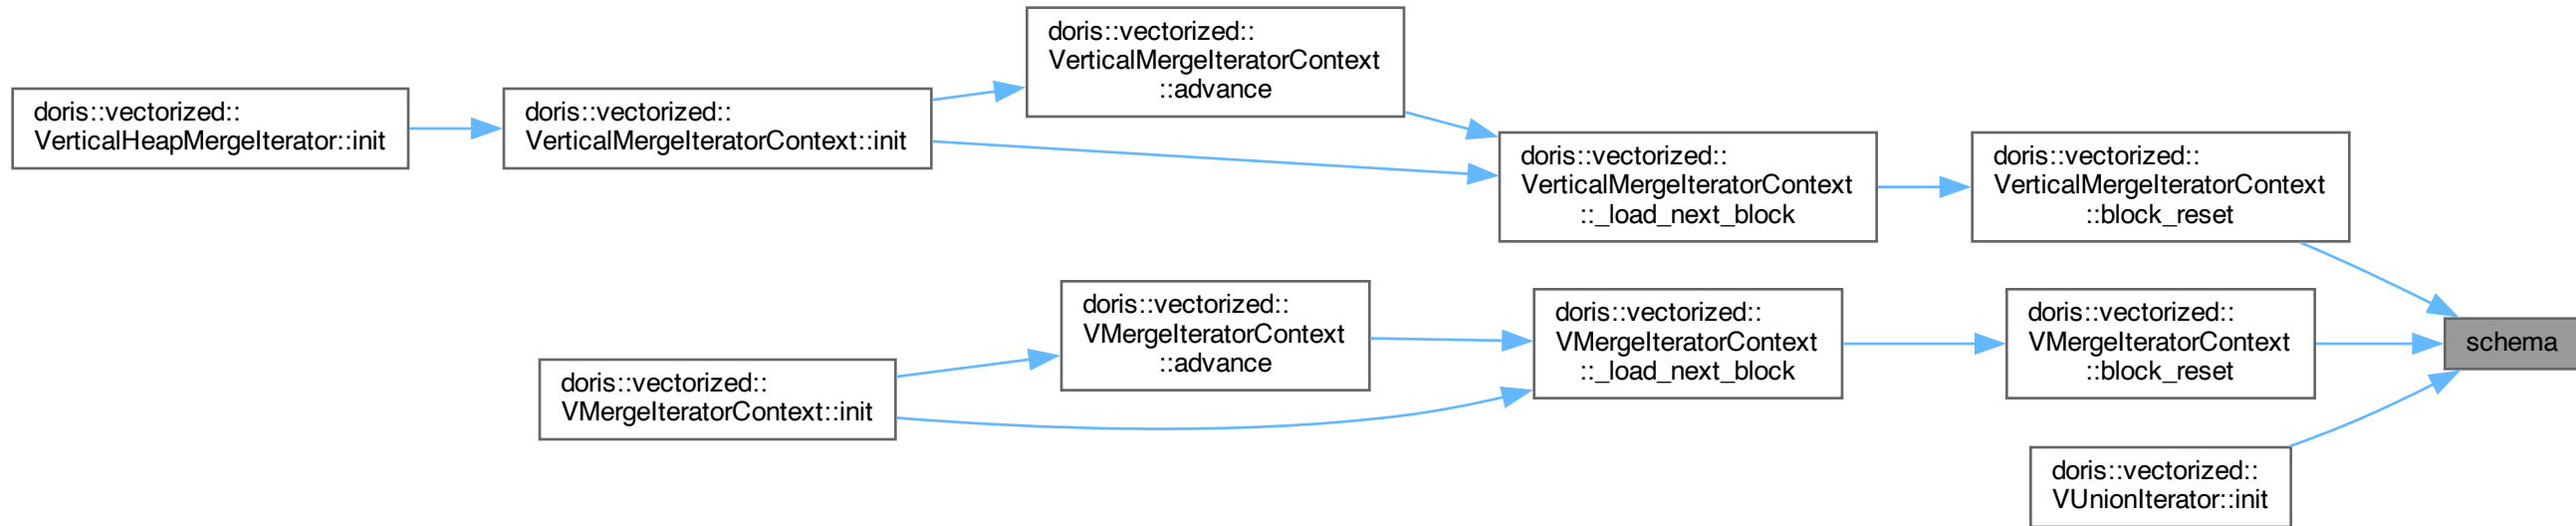 doris::vectorized::
VerticalHeapMergeIterator::init
doris::vectorized::
VerticalMergeIteratorContext::init
doris::vectorized::
VerticalMergeIteratorContext
::advance
doris::vectorized::
VerticalMergeIteratorContext
::_load_next_block
doris::vectorized::
VerticalMergeIteratorContext
::block_reset
doris::vectorized::
VMergeIteratorContext::init
doris::vectorized::
VMergeIteratorContext
::advance
doris::vectorized::
VMergeIteratorContext
::_load_next_block
doris::vectorized::
VMergeIteratorContext
::block_reset
schema
doris::vectorized::
VUnionIterator::init